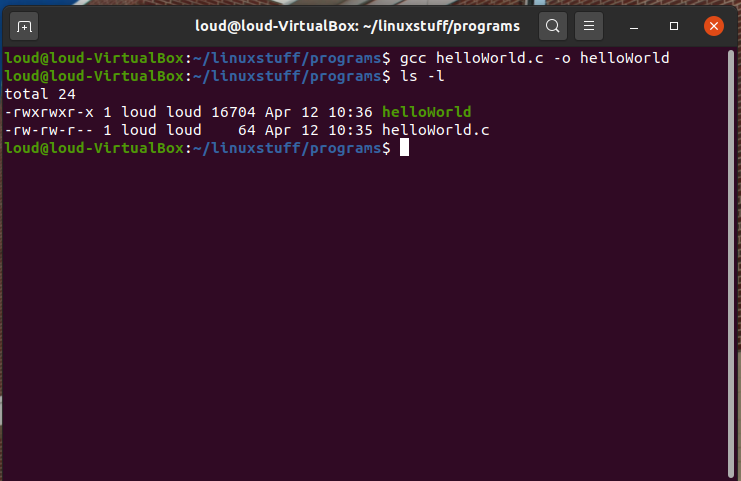 loud@loud-VirtualBox: ~/linuxstuff/programs
loud@loud-VirtualBox:~/linuxstuff/programs$ gcc helloWorld.c -o helloWorld
loud@loud-VirtualBox:~/linuxstuff/programs$ ls -l
total 24
-rwxrwxr-x 1 loud loud 16704 Apr 12 10:36 helloWorld
-rw-rw-r-- 1 loud loud    64 Apr 12 10:35 helloWorld.c
loud@loud-VirtualBox:~/linuxstuff/programs$